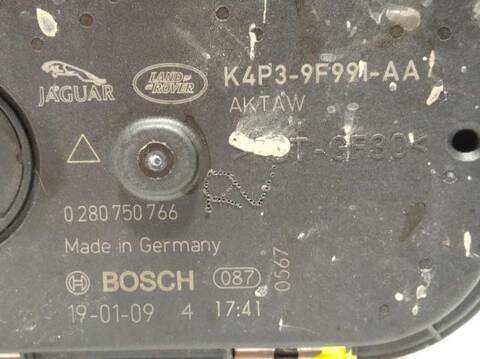 JAGUAR LAND ROVER K4P3-9F991-AA
AKTAW
0 280 750 766
RV
Made in Germany
BOSCH 087 0567
19-01-09 4 17:41